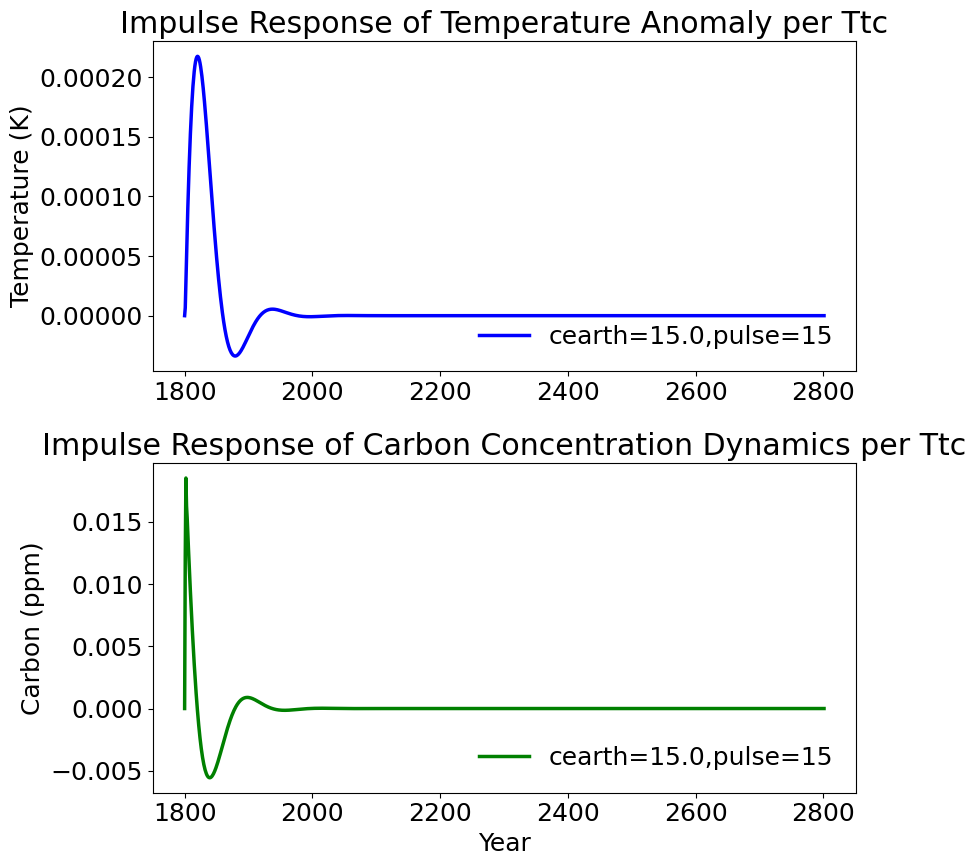 Impulse Response of Temperature Anomaly per Ttc
Temperature (K)
0.00020
0.00015
0.00010
0.00005
0.00000
cearth=15.0,pulse=15
1800 2000 2200 2400 2600 2800
Impulse Response of Carbon Concentration Dynamics per Ttc
Carbon (ppm)
0.015
0.010
0.005
0.000
−0.005
cearth=15.0,pulse=15
1800 2000 2200 2400 2600 2800
Year